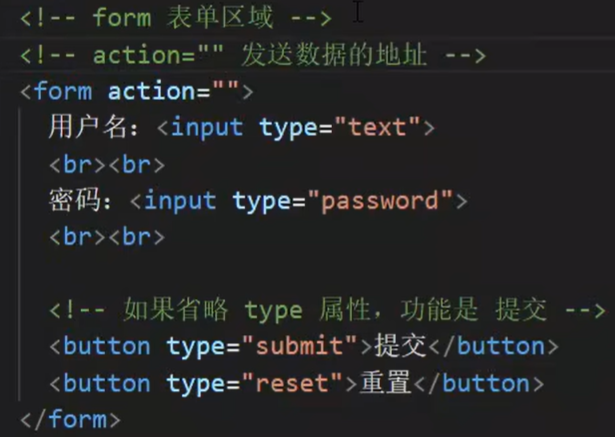 <!-- form 表单区域 -->
<!-- action="" 发送数据的地址 -->
<form action="">
用户名：<input type="text">
<br><br>
密码：<input type="password">
<br><br>
<!-- 如果省略 type 属性，功能是 提交 -->
<button type="submit">提交</button>
<button type="reset">重置</button>
</form>